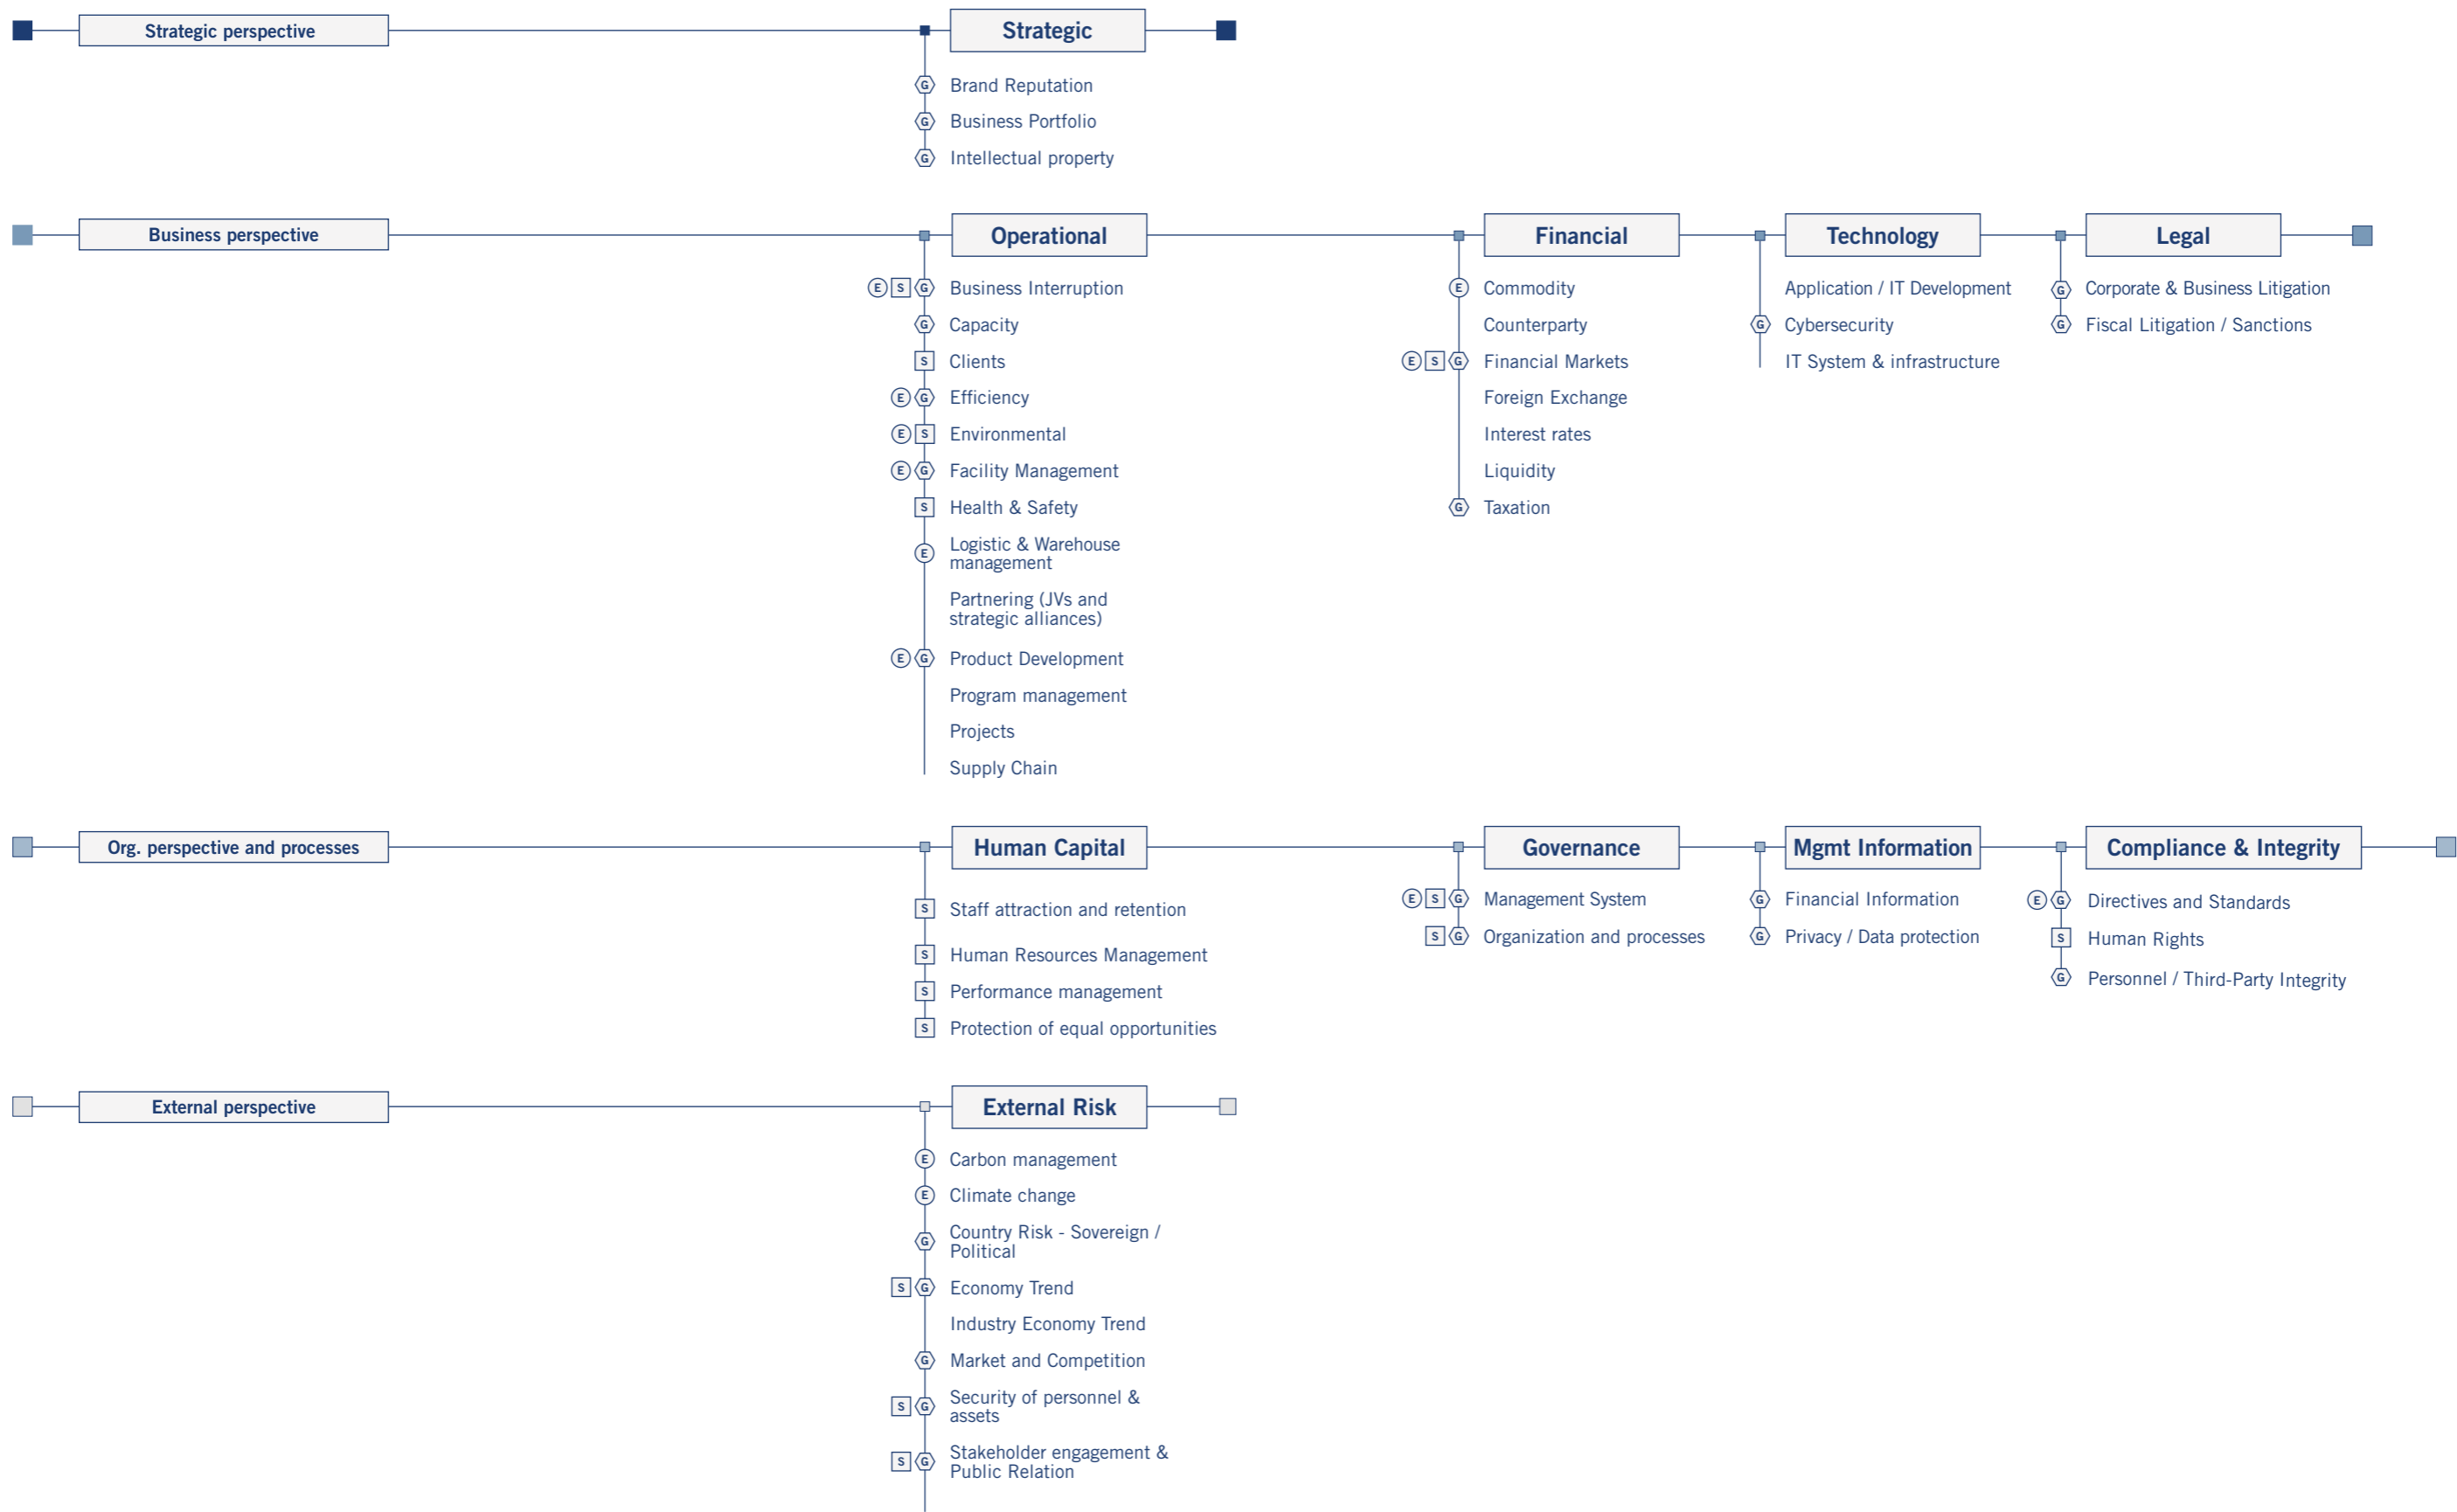 Strategic perspective
Strategic
G Brand Reputation
G Business Portfolio
G Intellectual property
Business perspective
Operational
E S G Business Interruption
G Capacity
S Clients
E G Efficiency
E S Environmental
E G Facility Management
S Health & Safety
E Logistic & Warehouse
management
Partnering (JVs and
strategic alliances)
E G Product Development
Program management
Projects
Supply Chain
Financial
E Commodity
Counterparty
E S G Financial Markets
Foreign Exchange
Interest rates
Liquidity
G Taxation
Technology
Application / IT Development
G Cybersecurity
IT System & infrastructure
Legal
G Corporate & Business Litigation
G Fiscal Litigation / Sanctions
Org. perspective and processes
Human Capital
S Staff attraction and retention
S Human Resources Management
S Performance management
S Protection of equal opportunities
Governance
E S G Management System
S G Organization and processes
Mgmt Information
G Financial Information
G Privacy / Data protection
Compliance & Integrity
E G Directives and Standards
S Human Rights
G Personnel / Third-Party Integrity
External perspective
External Risk
E Carbon management
E Climate change
G Country Risk - Sovereign /
Political
S G Economy Trend
Industry Economy Trend
G Market and Competition
S G Security of personnel &
assets
S G Stakeholder engagement &
Public Relation